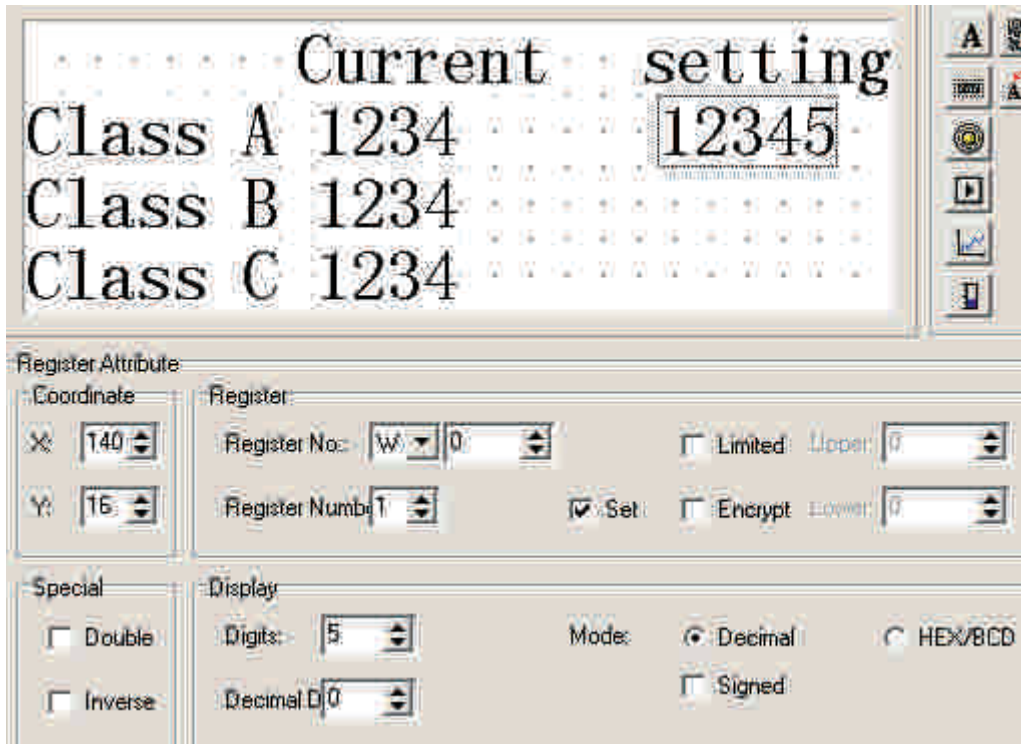 Current setting
Class A 1234 12345
Class B 1234
Class C 1234
A
A
Register Attribute
Coordinate
X: 140
Y: 16
Register
Register No.: W 0
Limited Upper: 0
Register Numb 1
Set
Encrypt Lower: 0
Special
Double
Inverse
Display
Digits: 5
Mode: Decimal HEX/BCD
Decimal D 0
Signed